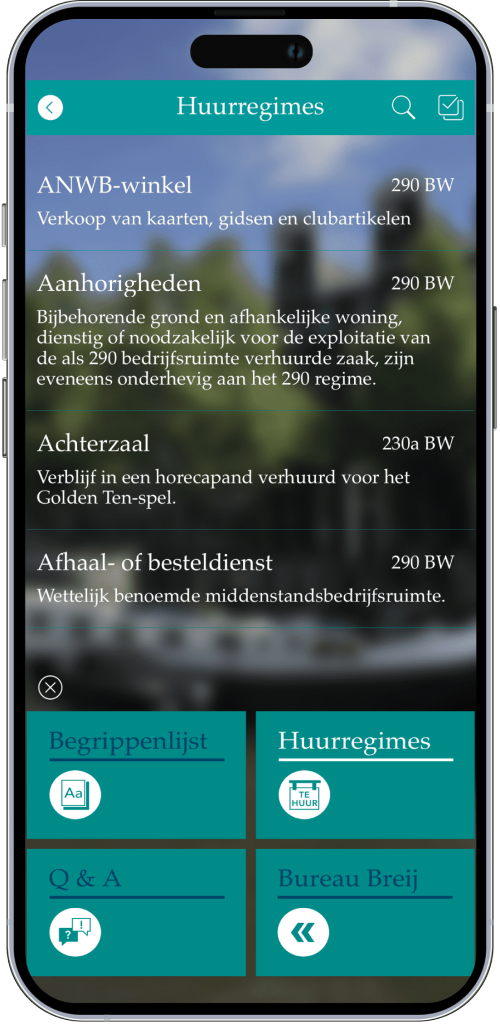 Huurregimes
ANWB-winkel 290 BW
Verkoop van kaarten, gidsen en clubartikelen
Aanhorigheden 290 BW
Bijbehorende grond en afhankelijke woning,
dienstig of noodzakelijk voor de exploitatie van
de als 290 bedrijfsruimte verhuurde zaak, zijn
eveneens onderhevig aan het 290 regime.
Achterzaal 230a BW
Verblijf in een horecapand verhuurd voor het
Golden Ten-spel.
Afhaal- of besteldienst 290 BW
Wettelijk benoemde middenstandsbedrijfsruimte.
Begrippenlijst Huurregimes
Aa
TE
HUUR
Q & A Bureau Breij
? !